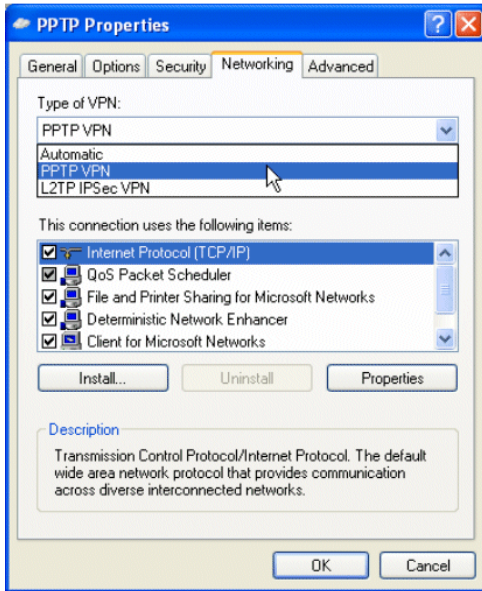 PPTP Properties
General Options Security Networking Advanced
Type of VPN:
PPTP VPN
Automatic
PPTP VPN
L2TP IPSec VPN
This connection uses the following items:
Internet Protocol (TCP/IP)
QoS Packet Scheduler
File and Printer Sharing for Microsoft Networks
Deterministic Network Enhancer
Client for Microsoft Networks
Install... Uninstall Properties
Description
Transmission Control Protocol/Internet Protocol. The default
wide area network protocol that provides communication
across diverse interconnected networks.
OK Cancel